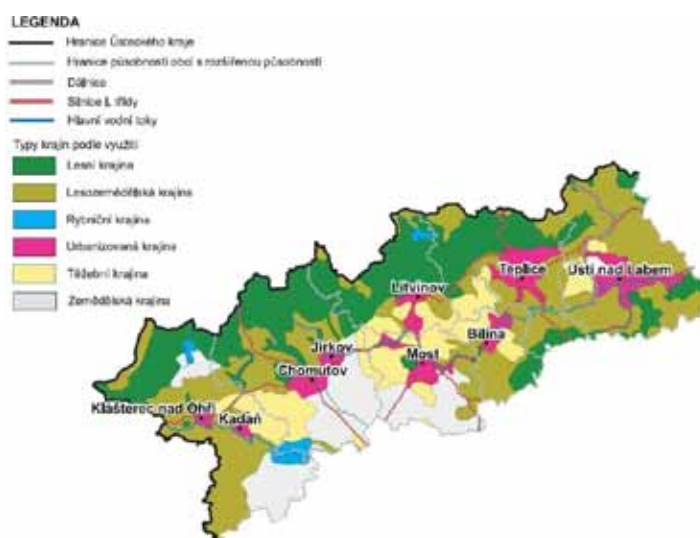 LEGENDA
Hranice Ústeckého kraje
Hranice působnosti obcí s rozšířenou působností
Dálnice
Silnice I. třídy
Hlavní vodní toky
Typy krajin podle využití
Lesní krajina
Lesozemědělská krajina
Rybniční krajina
Urbanizovaná krajina
Těžební krajina
Zemědělská krajina
Teplice
Ústí nad Labem
Litvínov
Bílina
Jirkov
Most
Chomutov
Klášterec nad Ohří
Kadaň